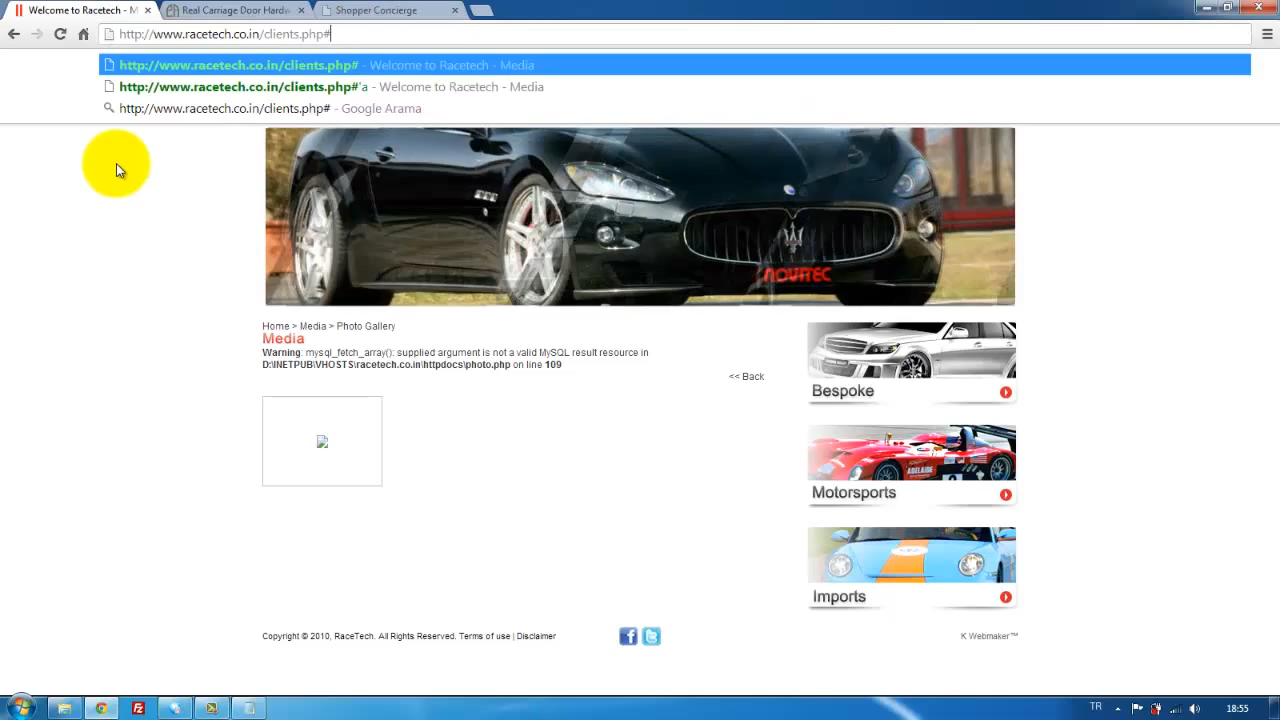 Welcome to Racetech - M
Real Carriage Door Hardw
Shopper Concierge
http://www.racetech.co.in/clients.php#
http://www.racetech.co.in/clients.php# - Welcome to Racetech - Media
http://www.racetech.co.in/clients.php#'a - Welcome to Racetech - Media
http://www.racetech.co.in/clients.php# - Google Arama
NOVITEC
Home > Media > Photo Gallery
Media
Warning: mysql_fetch_array(): supplied argument is not a valid MySQL result resource in
D:\INETPUB\VHOSTS\racetech.co.in\httpdocs\photo.php on line 109
<< Back
Bespoke
ADELAIDE
Motorsports
Imports
Copyright © 2010, RaceTech. All Rights Reserved. Terms of use | Disclaimer
K Webmaker™
TR
18:55